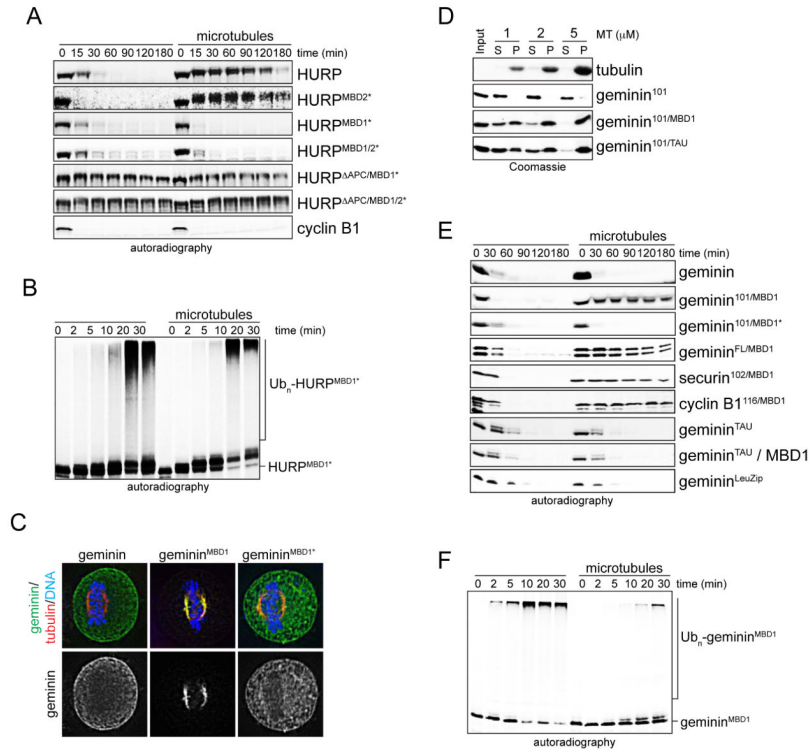 A
microtubules
0 15 30 60 90 120 180 0 15 30 60 90 120 180 time (min)
HURP
HURP^MBD2*
HURP^MBD1*
HURP^MBD1/2*
HURP^ΔAPC/MBD1*
HURP^ΔAPC/MBD1/2*
cyclin B1
autoradiography
B
microtubules
0 2 5 10 20 30 0 2 5 10 20 30 time (min)
Ub_n-HURP^MBD1*
HURP^MBD1*
autoradiography
C
geminin geminin^MBD1 geminin^MBD1*
geminin/
tubulin/DNA
geminin
D
Input 1 2 5 MT (μM)
S P S P S P
tubulin
geminin^101
geminin^101/MBD1
geminin^101/TAU
Coomassie
E
microtubules
0 30 60 90 120 180 0 30 60 90 120 180 time (min)
geminin
geminin^101/MBD1
geminin^101/MBD1*
geminin^FL/MBD1
securin^102/MBD1
cyclin B1^116/MBD1
geminin^TAU
geminin^TAU / MBD1
geminin^LeuZip
autoradiography
F
microtubules
0 2 5 10 20 30 0 2 5 10 20 30 time (min)
Ub_n-geminin^MBD1
geminin^MBD1
autoradiography